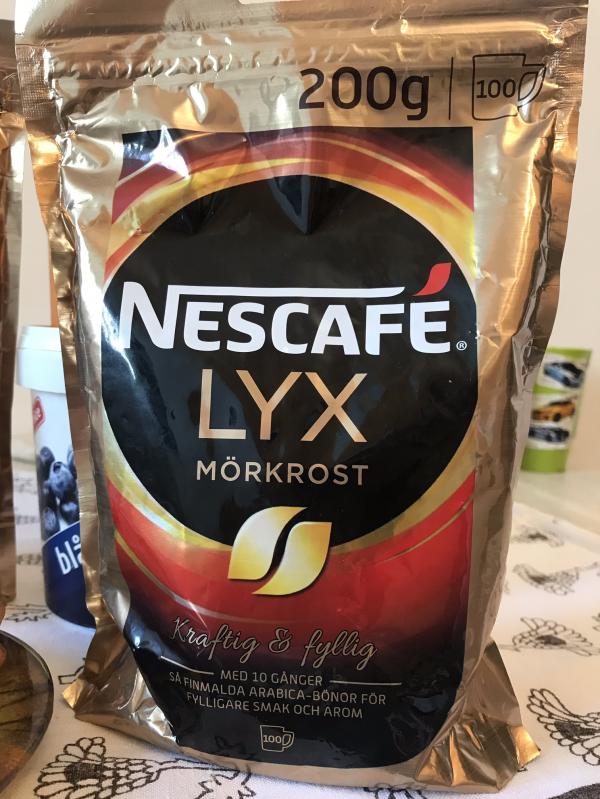 200g | 100
NESCAFÉ®
LYX
MÖRKROST
Kraftig & fyllig
MED 10 GÅNGER
SÅ FINMALDA ARABICA-BÖNOR FÖR
FYLLIGARE SMAK OCH AROM
100
blå